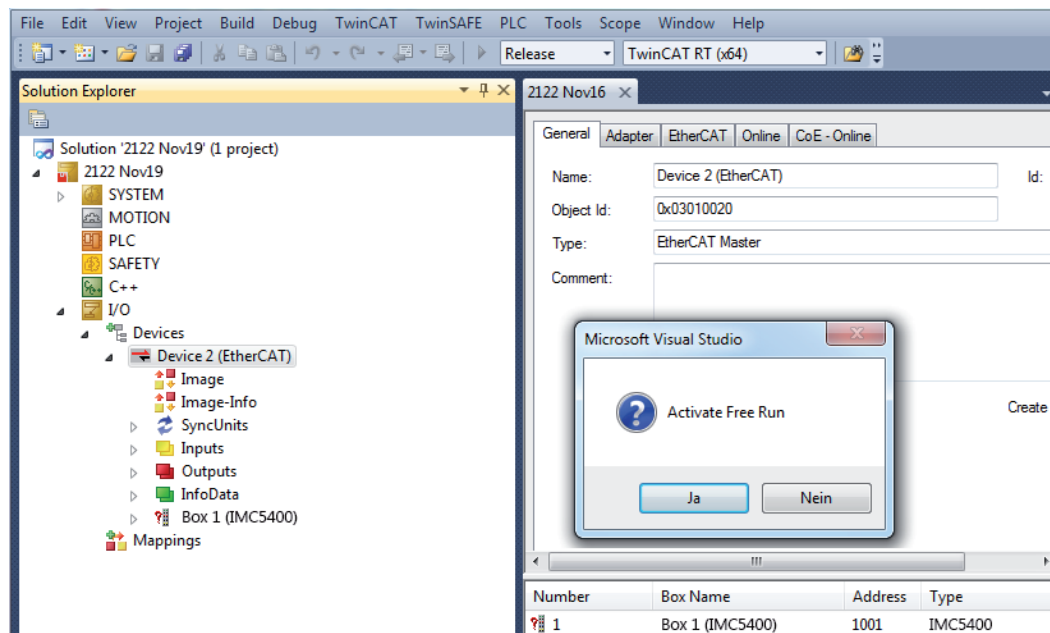 File Edit View Project Build Debug TwinCAT TwinSAFE PLC Tools Scope Window Help
Release TwinCAT RT (x64)
Solution Explorer
Solution '2122 Nov19' (1 project)
2122 Nov19
SYSTEM
MOTION
PLC
SAFETY
C++
I/O
Devices
Device 2 (EtherCAT)
Image
Image-Info
SyncUnits
Inputs
Outputs
InfoData
Box 1 (IMC5400)
Mappings
2122 Nov16
General Adapter EtherCAT Online CoE - Online
Name: Device 2 (EtherCAT) Id:
Object Id: 0x03010020
Type: EtherCAT Master
Comment:
Microsoft Visual Studio
Activate Free Run
Ja Nein
Create
Number Box Name Address Type
1 Box 1 (IMC5400) 1001 IMC5400